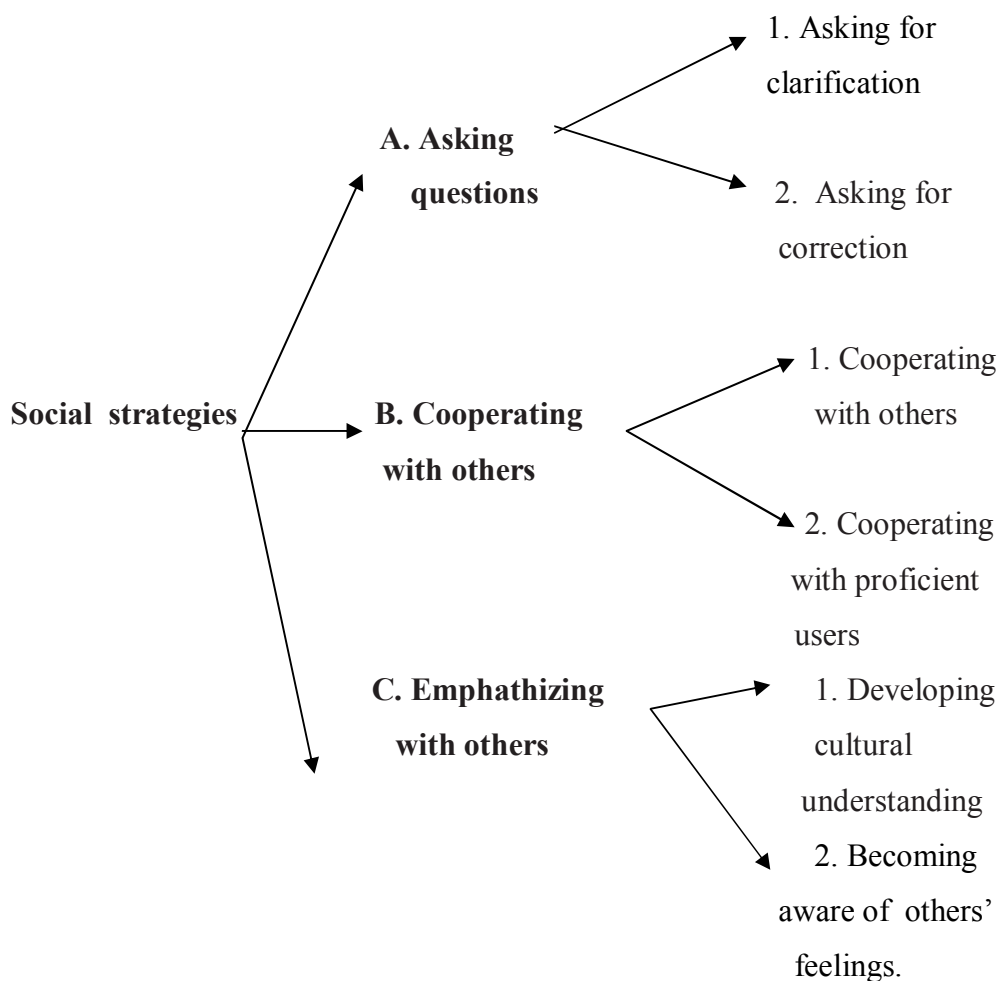 Social strategies
A. Asking
questions
1. Asking for
clarification
2. Asking for
correction
B. Cooperating
with others
1. Cooperating
with others
2. Cooperating
with proficient
users
C. Emphathizing
with others
1. Developing
cultural
understanding
2. Becoming
aware of others’
feelings.